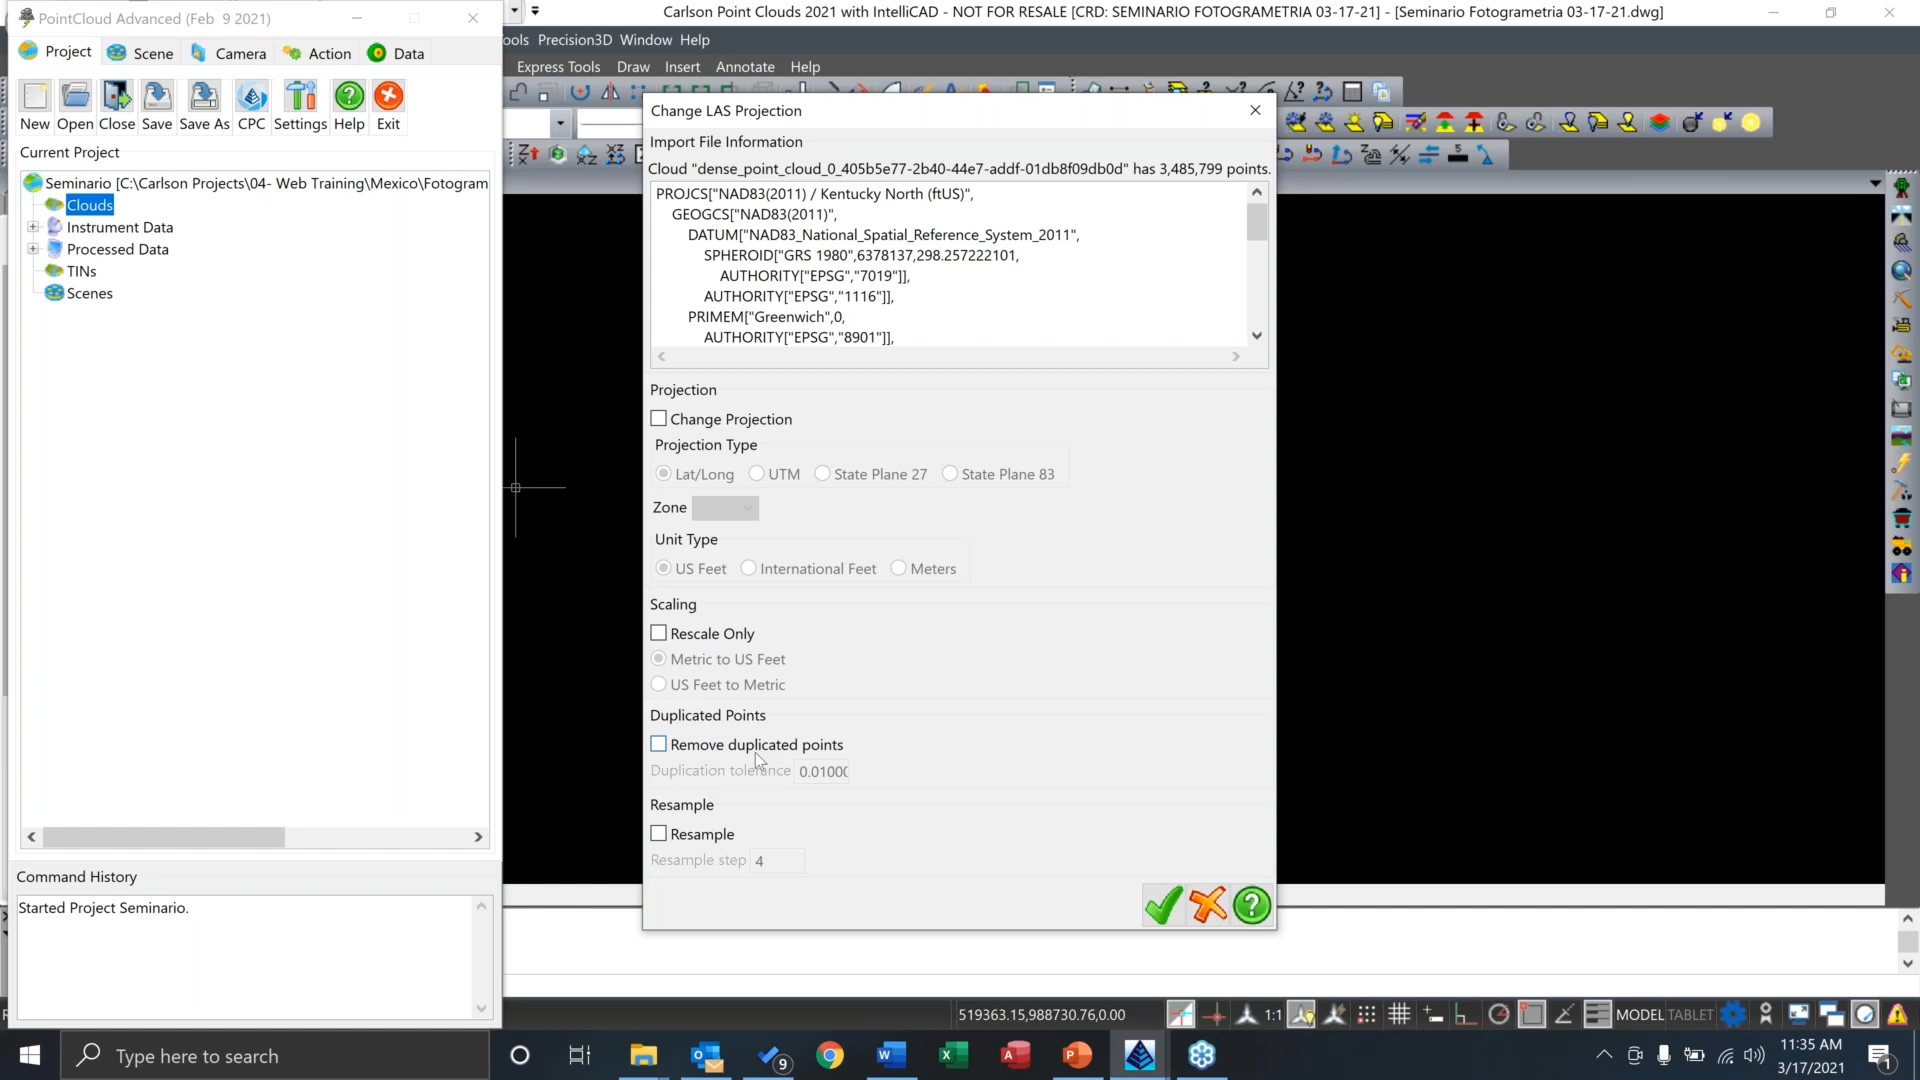 PointCloud Advanced (Feb  9 2021)
Carlson Point Clouds 2021 with IntelliCAD - NOT FOR RESALE [CRD: SEMINARIO FOTOGRAMETRIA 03-17-21] - [Seminario Fotogrametria 03-17-21.dwg]
Project Scene Camera Action Data
ools Precision3D Window Help
Express Tools Draw Insert Annotate Help
New Open Close Save Save As CPC Settings Help Exit
Current Project
Seminario [C:\Carlson Projects\04- Web Training\Mexico\Fotogram
Clouds
Instrument Data
Processed Data
TINs
Scenes
Command History
Started Project Seminario.
Change LAS Projection
Import File Information
Cloud "dense_point_cloud_0_405b5e77-2b40-44e7-addf-01db8f09db0d" has 3,485,799 points.
PROJCS["NAD83(2011) / Kentucky North (ftUS)",
GEOGCS["NAD83(2011)",
DATUM["NAD83_National_Spatial_Reference_System_2011",
SPHEROID["GRS 1980",6378137,298.257222101,
AUTHORITY["EPSG","7019"]],
AUTHORITY["EPSG","1116"]],
PRIMEM["Greenwich",0,
AUTHORITY["EPSG","8901"]],
Projection
Change Projection
Projection Type
Lat/Long UTM State Plane 27 State Plane 83
Zone
Unit Type
US Feet International Feet Meters
Scaling
Rescale Only
Metric to US Feet
US Feet to Metric
Duplicated Points
Remove duplicated points
Duplication tolerance 0.0100
Resample
Resample
Resample step 4
519363.15,988730.76,0.00 1:1 MODEL TABLET
Type here to search
9
11:35 AM
3/17/2021
1